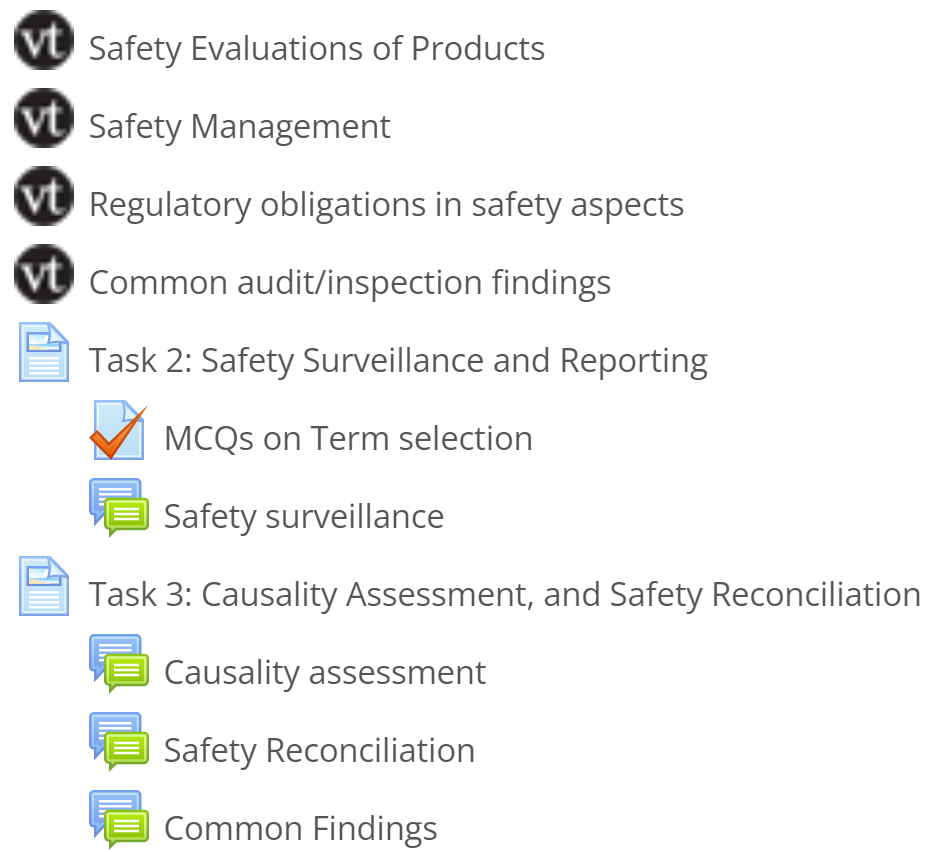 vt Safety Evaluations of Products
vt Safety Management
vt Regulatory obligations in safety aspects
vt Common audit/inspection findings
Task 2: Safety Surveillance and Reporting
MCQs on Term selection
Safety surveillance
Task 3: Causality Assessment, and Safety Reconciliation
Causality assessment
Safety Reconciliation
Common Findings